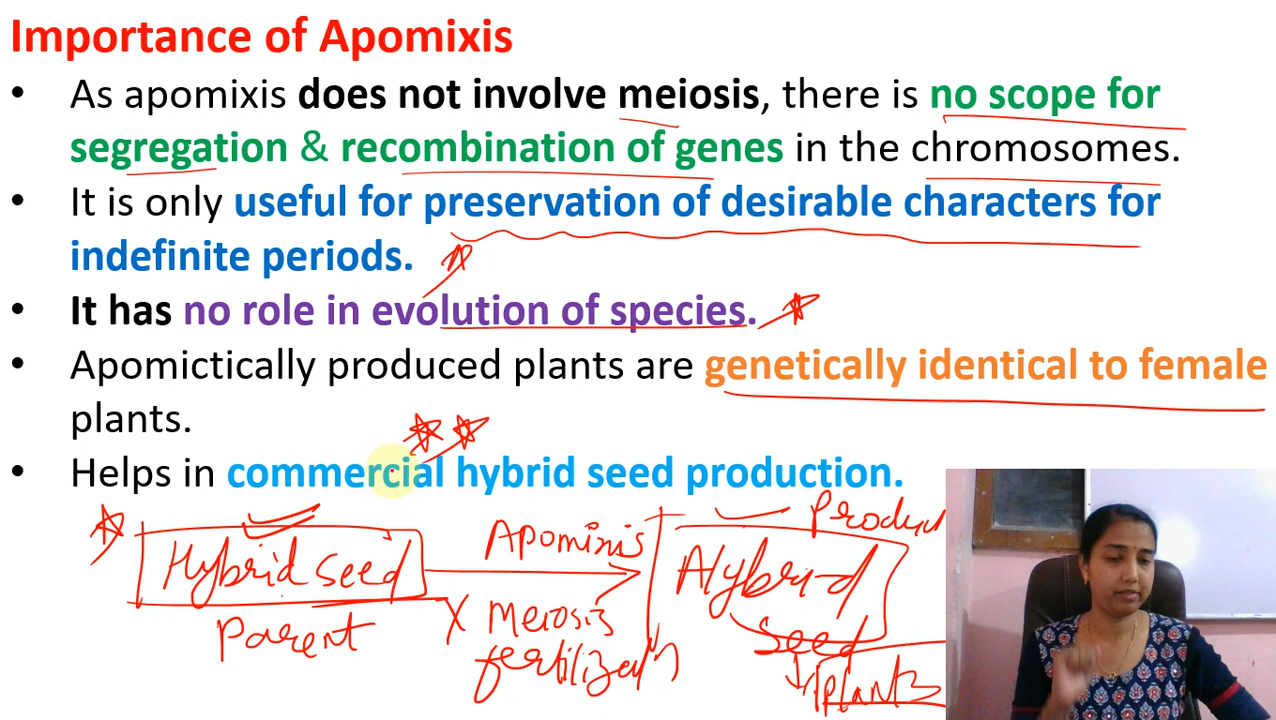 Importance of Apomixis
• As apomixis does not involve meiosis, there is no scope for
segregation & recombination of genes in the chromosomes.
• It is only useful for preservation of desirable characters for
indefinite periods.
• It has no role in evolution of species.
• Apomictically produced plants are genetically identical to female
plants.
• Helps in commercial hybrid seed production.
Hybrid seed
Parent
Apomixis
X Meiosis
Product
Hybrid
seed
plants